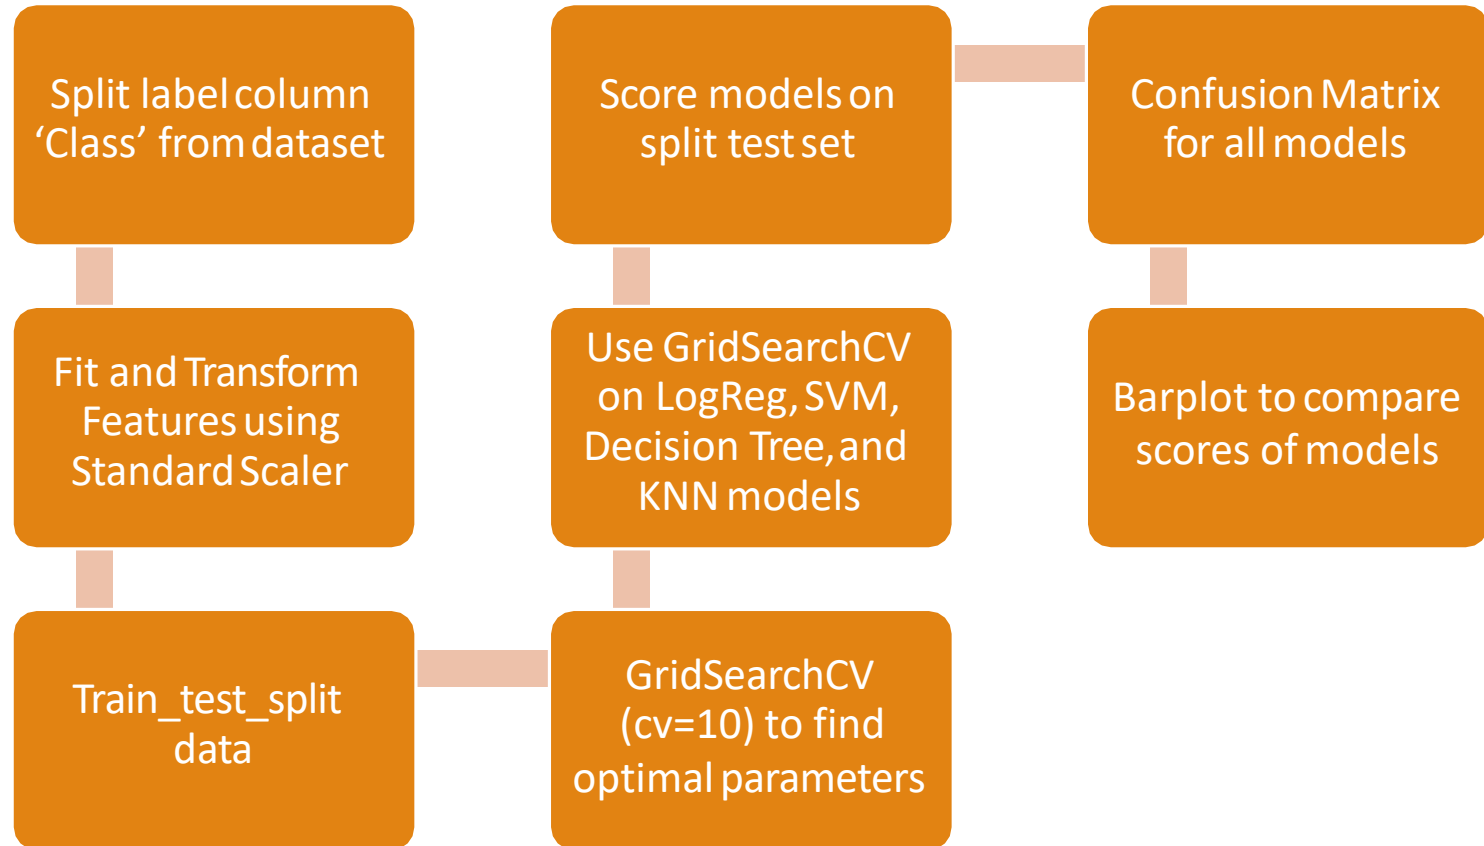 Split label column
‘Class’ from dataset
Fit and Transform
Features using
Standard Scaler
Train_test_split
data
GridSearchCV
(cv=10) to find
optimal parameters
Use GridSearchCV
on LogReg, SVM,
Decision Tree, and
KNN models
Score models on
split test set
Confusion Matrix
for all models
Barplot to compare
scores of models